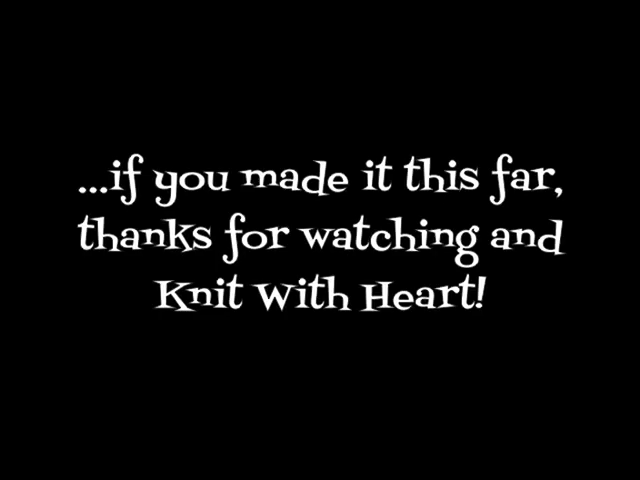 ...if you made it this far,
thanks for watching and
Knit With Heart!